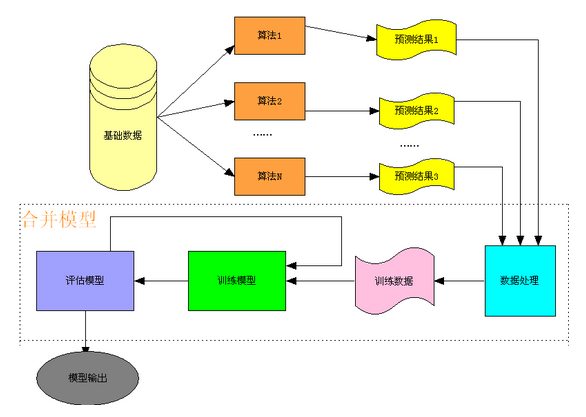 算法1
预测结果1
基础数据
算法2
预测结果2
……
……
算法N
预测结果3
合并模型
评估模型
训练模型
训练数据
数据处理
模型输出